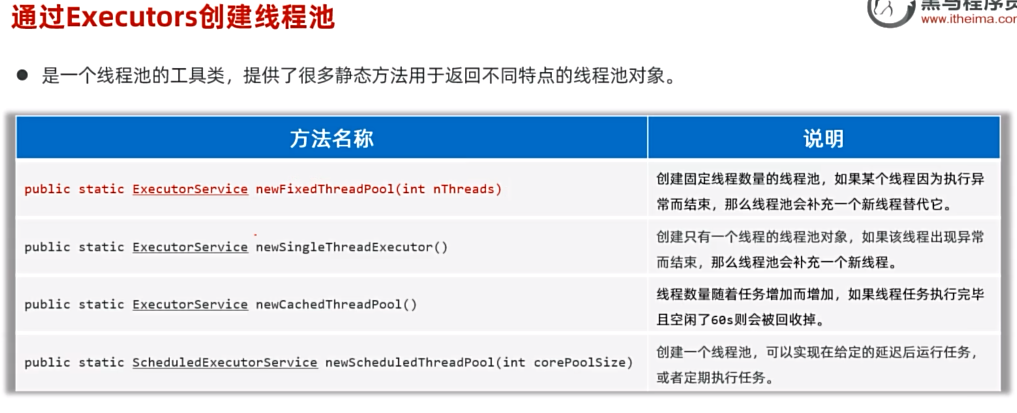 通过Executors创建线程池
黑马程序员
www.itheima.com
● 是一个线程池的工具类，提供了很多静态方法用于返回不同特点的线程池对象。
方法名称
说明
public static ExecutorService newFixedThreadPool(int nThreads)
创建固定线程数量的线程池，如果某个线程因为执行异
常而结束，那么线程池会补充一个新线程替代它。
public static ExecutorService newSingleThreadExecutor()
创建只有一个线程的线程池对象，如果该线程出现异常
而结束，那么线程池会补充一个新线程。
public static ExecutorService newCachedThreadPool()
线程数量随着任务增加而增加，如果线程任务执行完毕
且空闲了60s则会被回收掉。
public static ScheduledExecutorService newScheduledThreadPool(int corePoolSize)
创建一个线程池，可以实现在给定的延迟后运行任务，
或者定期执行任务。